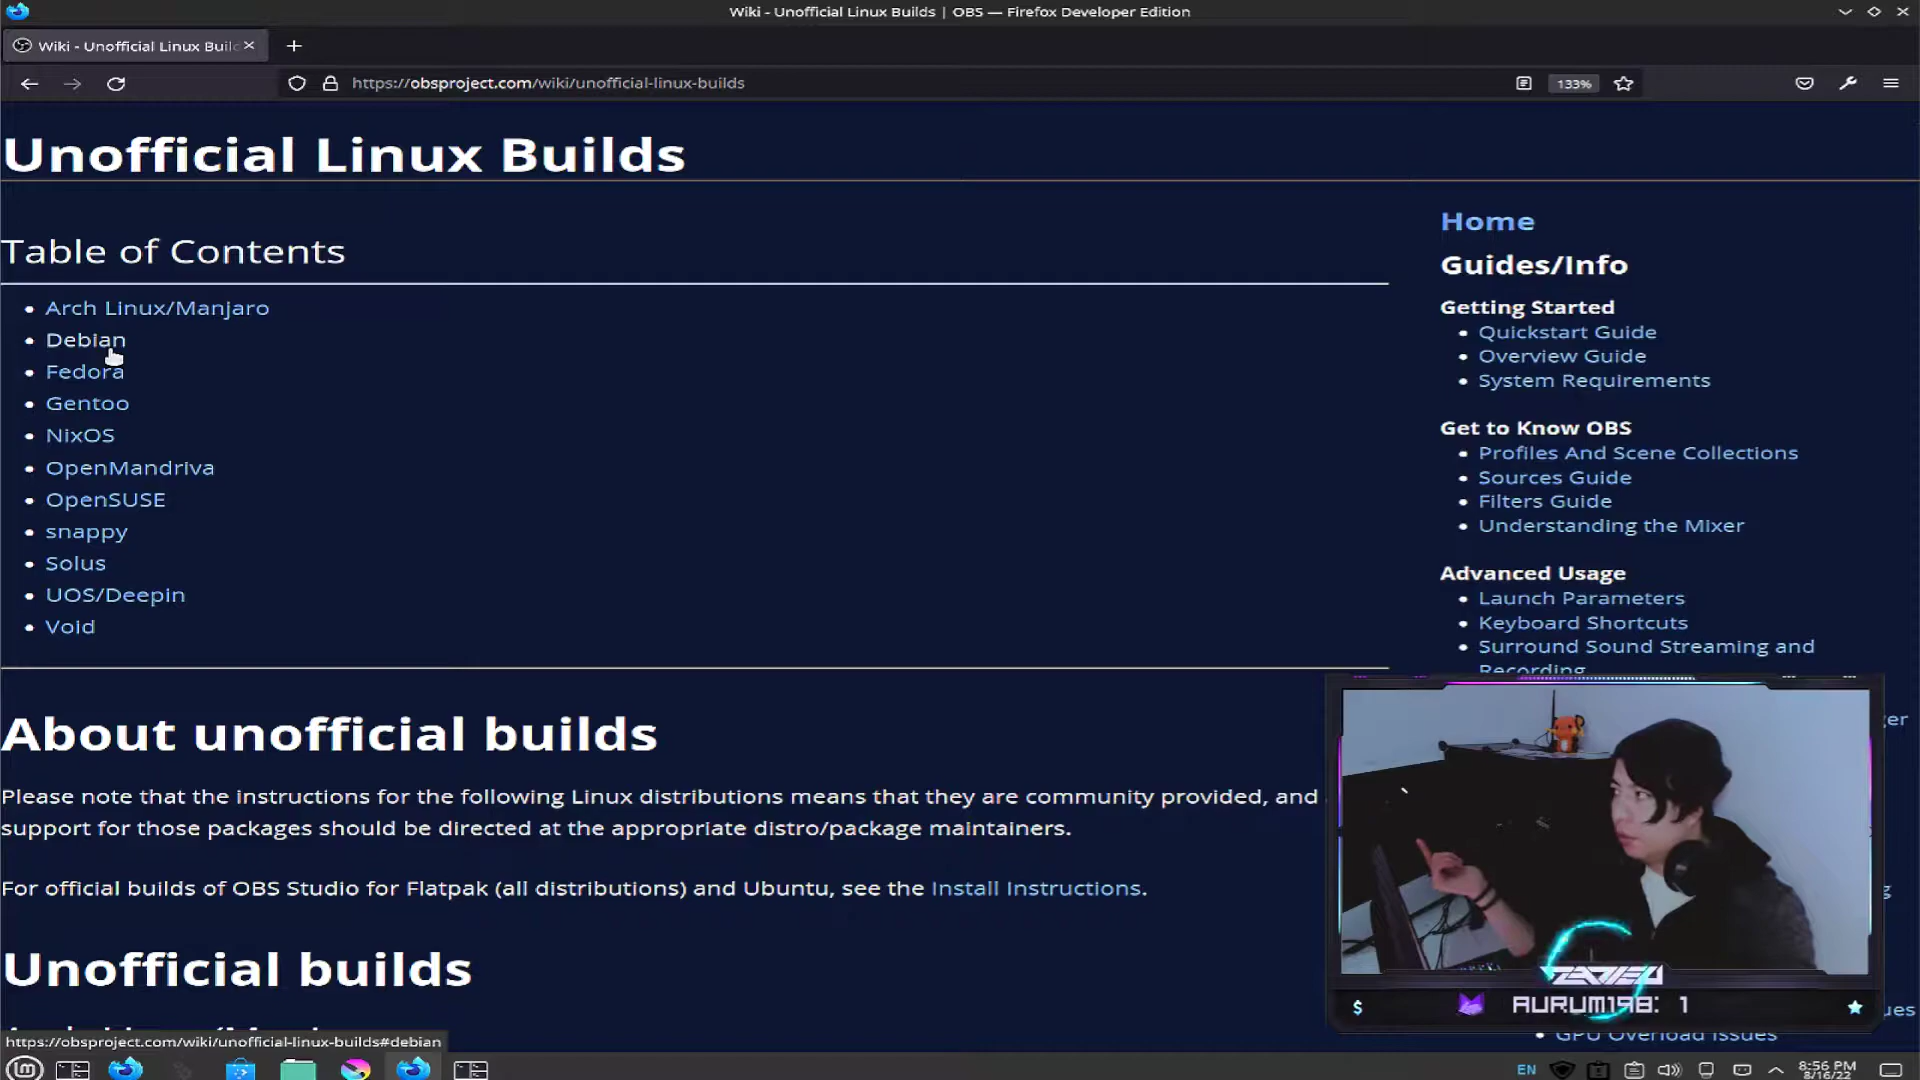 Wiki - Unofficial Linux Builds | OBS — Firefox Developer Edition
Wiki - Unofficial Linux Buil
https://obsproject.com/wiki/unofficial-linux-builds
133%
Unofficial Linux Builds
Table of Contents
Arch Linux/Manjaro
Debian
Fedora
Gentoo
NixOS
OpenMandriva
OpenSUSE
snappy
Solus
UOS/Deepin
Void
Home
Guides/Info
Getting Started
Quickstart Guide
Overview Guide
System Requirements
Get to Know OBS
Profiles And Scene Collections
Sources Guide
Filters Guide
Understanding the Mixer
Advanced Usage
Launch Parameters
Keyboard Shortcuts
Surround Sound Streaming and
Recording
About unofficial builds
Please note that the instructions for the following Linux distributions means that they are community provided, and
support for those packages should be directed at the appropriate distro/package maintainers.
For official builds of OBS Studio for Flatpak (all distributions) and Ubuntu, see the Install Instructions.
Unofficial builds
$ AURUM198: 1
GPU Overload Issues
https://obsproject.com/wiki/unofficial-linux-builds#debian
EN
8:56 PM
8/16/22